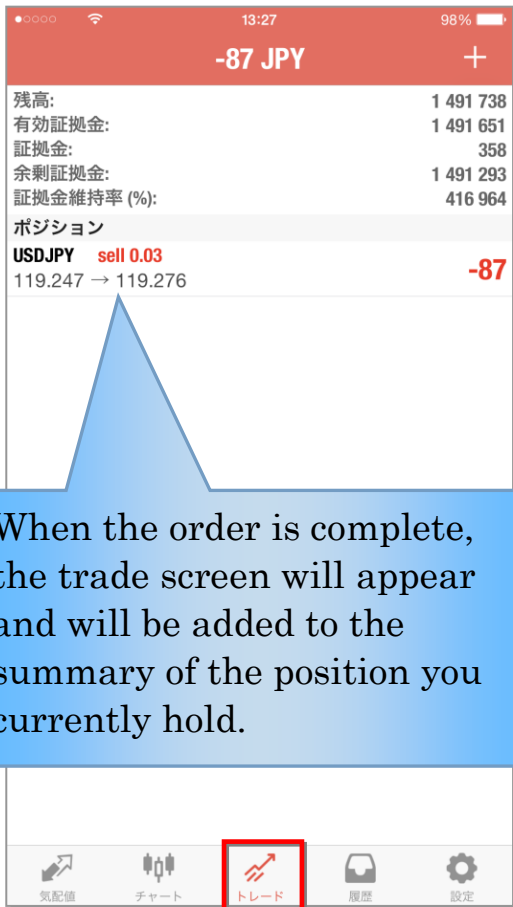 13:27
98%
-87 JPY
残高: 1 491 738
有効証拠金: 1 491 651
証拠金: 358
余剰証拠金: 1 491 293
証拠金維持率 (%): 416 964
ポジション
USDJPY sell 0.03
119.247 → 119.276
-87
When the order is complete,
the trade screen will appear
and will be added to the
summary of the position you
currently hold.
気配値 チャート トレード 履歴 設定